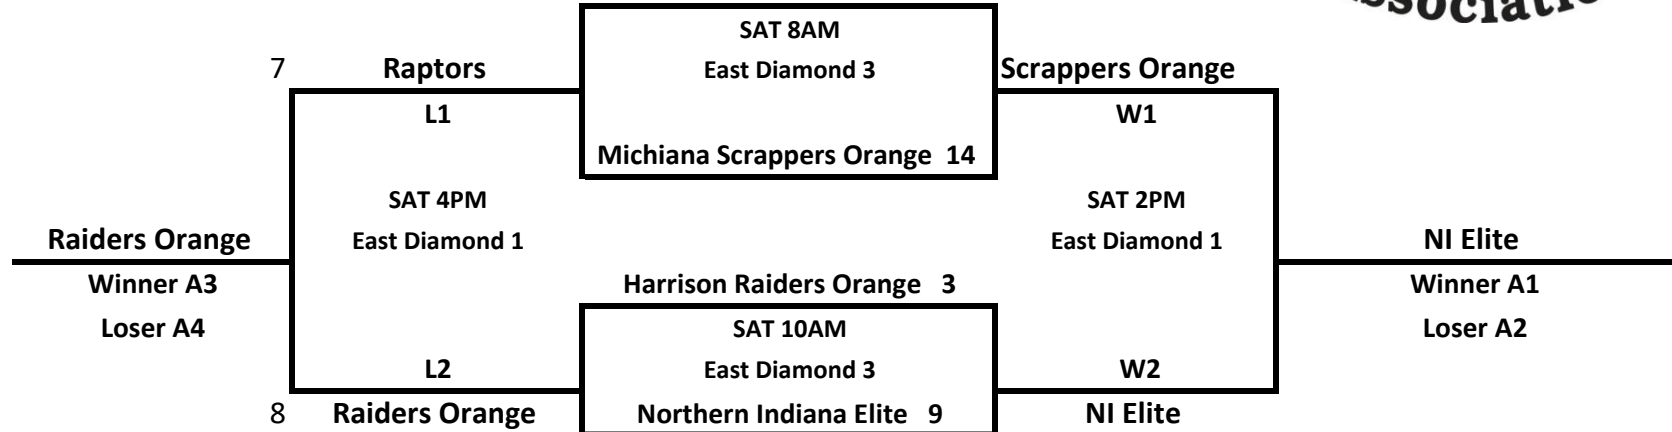 ssociatio
SAT 8AM
7 Raptors East Diamond 3 Scrappers Orange
L1 W1
Michiana Scrappers Orange 14
SAT 4PM SAT 2PM
Raiders Orange East Diamond 1 East Diamond 1 NI Elite
Winner A3 Harrison Raiders Orange 3 Winner A1
Loser A4 SAT 10AM Loser A2
L2 East Diamond 3 W2
8 Raiders Orange Northern Indiana Elite 9 NI Elite